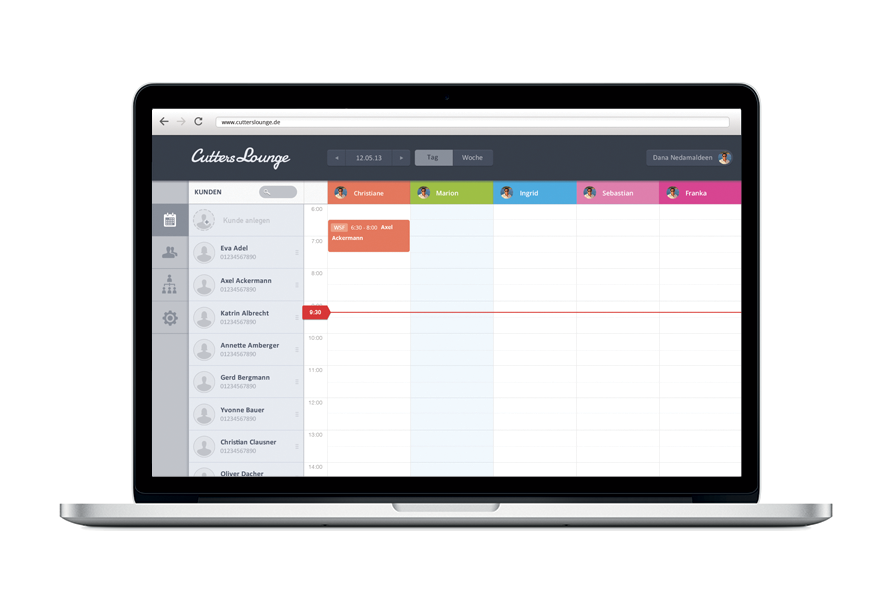 www.cutterslounge.de
Cutters Lounge
12.05.13
Tag
Woche
Dana Nedamaldeen
KUNDEN
Christiane
Marion
Ingrid
Sebastian
Franka
6:00
Kunde anlegen
WSF 6:30 - 8:00 Axel
Ackermann
7:00
Eva Adel
01234567890
8:00
Axel Ackermann
01234567890
9:30
Katrin Albrecht
01234567890
10:00
Annette Amberger
01234567890
11:00
Gerd Bergmann
01234567890
12:00
Yvonne Bauer
01234567890
13:00
Christian Clausner
01234567890
14:00
Oliver Dacher